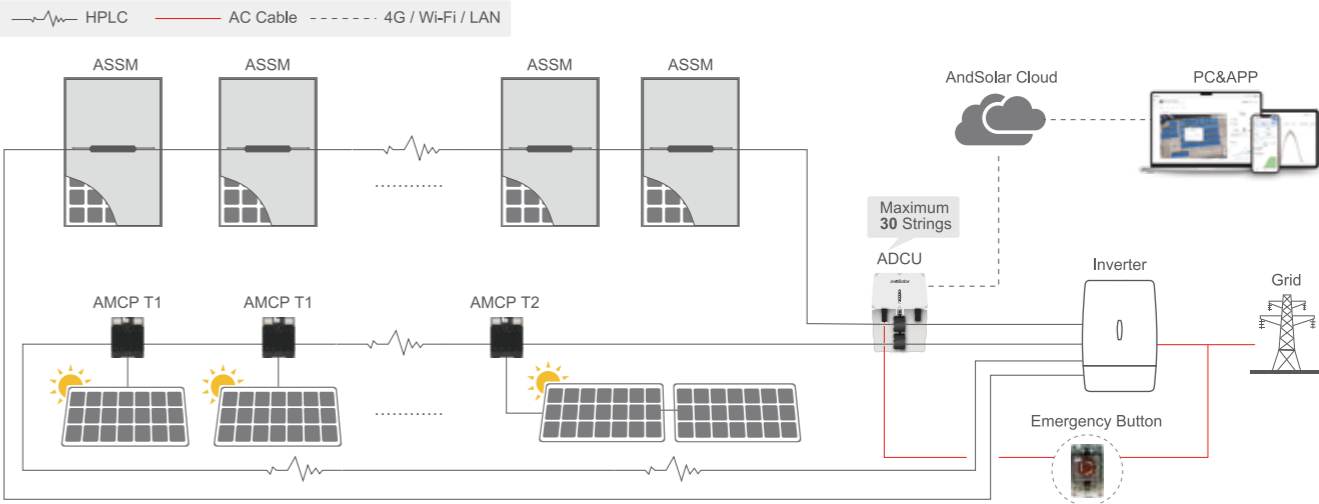 HPLC
AC Cable
4G / Wi-Fi / LAN
ASSM
ASSM
ASSM
ASSM
AndSolar Cloud
PC&APP
Maximum
30 Strings
ADCU
Inverter
Grid
AMCP T1
AMCP T1
AMCP T2
Emergency Button